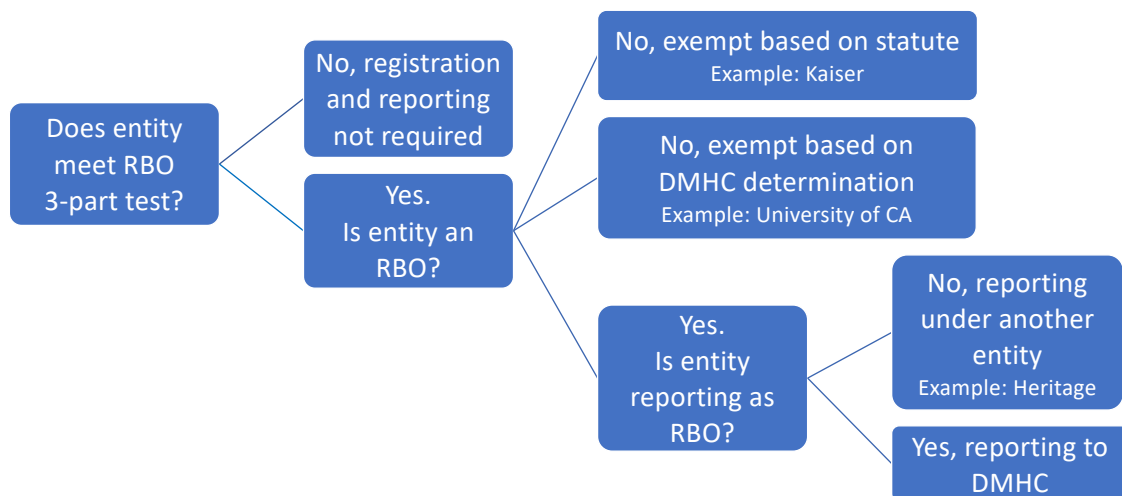 Does entity
meet RBO
3-part test?
No, registration
and reporting
not required
Yes.
Is entity an
RBO?
No, exempt based on statute
Example: Kaiser
No, exempt based on
DMHC determination
Example: University of CA
Yes.
Is entity
reporting as
RBO?
No, reporting
under another
entity
Example: Heritage
Yes, reporting to
DMHC